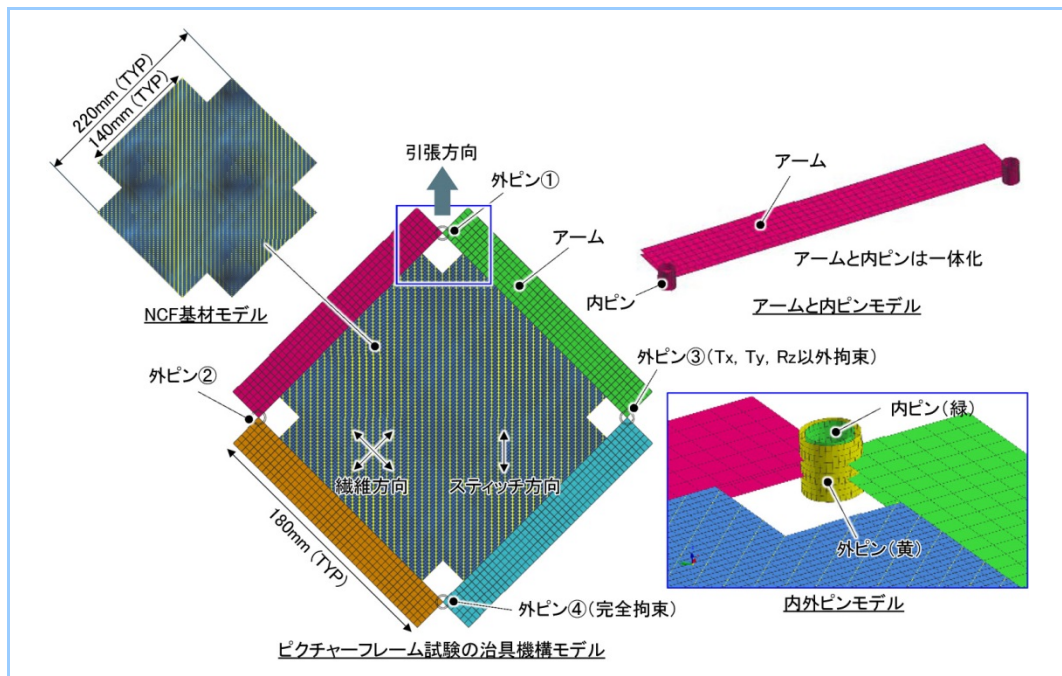 220mm (TYP)
140mm (TYP)
NCF基材モデル
引張方向
外ピン①
アーム
外ピン②
外ピン③(Tx, Ty, Rz以外拘束)
繊維方向
スティッチ方向
180mm (TYP)
外ピン④(完全拘束)
ピクチャーフレーム試験の治具機構モデル
アーム
アームと内ピンは一体化
内ピン
アームと内ピンモデル
内ピン(緑)
外ピン(黄)
内外ピンモデル